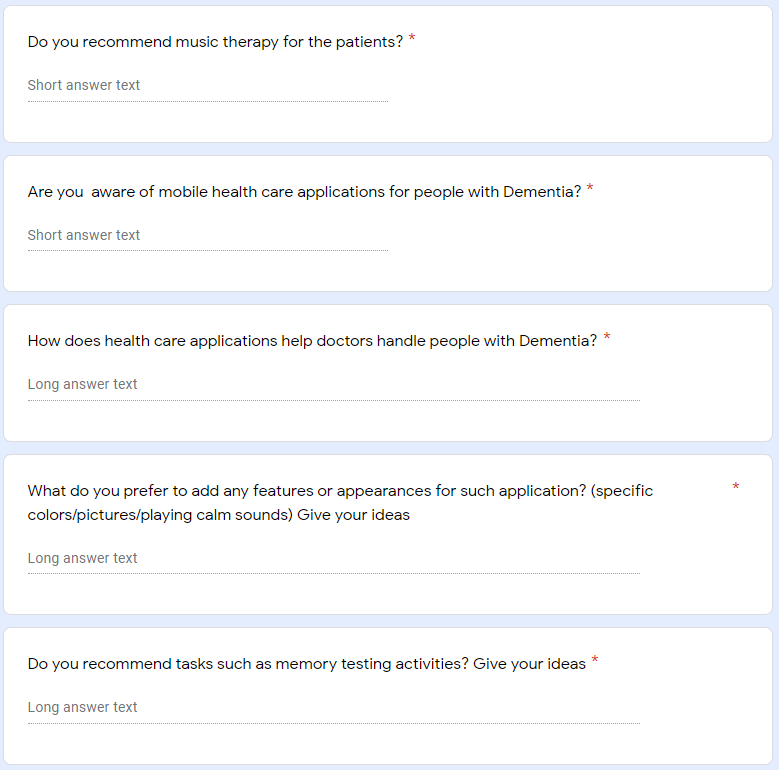 Do you recommend music therapy for the patients? *
Short answer text
Are you  aware of mobile health care applications for people with Dementia? *
Short answer text
How does health care applications help doctors handle people with Dementia? *
Long answer text
What do you prefer to add any features or appearances for such application? (specific *
colors/pictures/playing calm sounds) Give your ideas
Long answer text
Do you recommend tasks such as memory testing activities? Give your ideas *
Long answer text